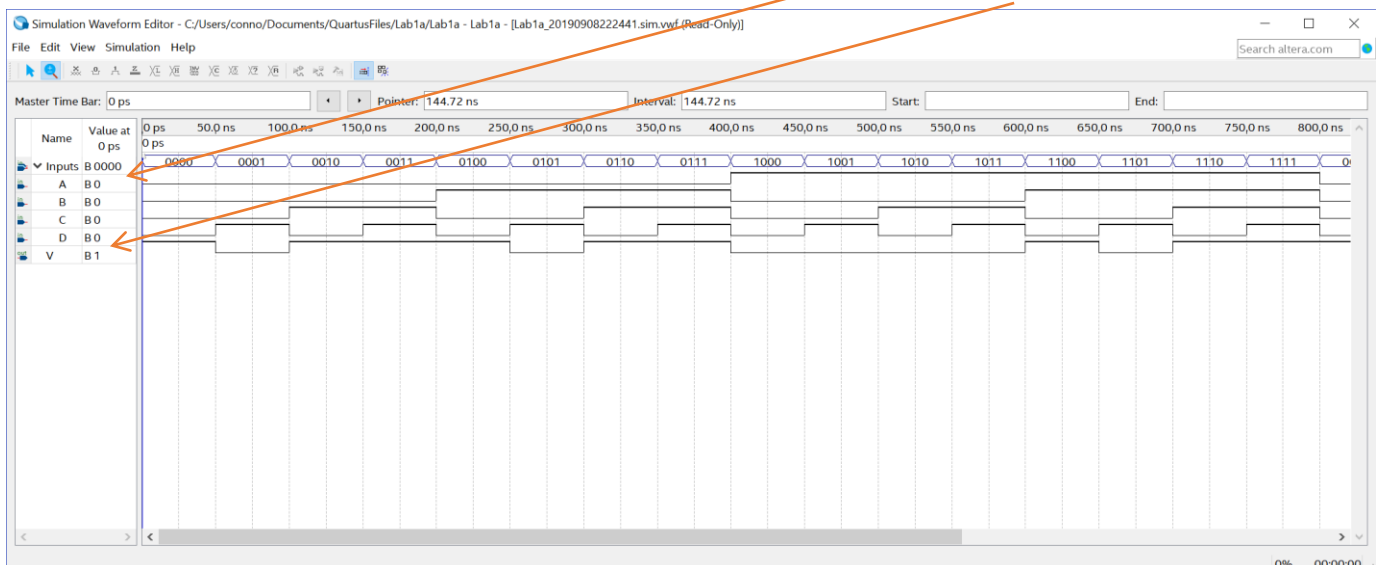 Simulation Waveform Editor - C:/Users/conno/Documents/QuartusFiles/Lab1a/Lab1a - Lab1a - [Lab1a_20190908222441.sim.vwf (Read-Only)]
File Edit View Simulation Help
Search altera.com
Master Time Bar: 0 ps Pointer: 144.72 ns Interval: 144.72 ns Start: End:
Name Value at 0 ps
0 ps 50.0 ns 100.0 ns 150.0 ns 200.0 ns 250.0 ns 300.0 ns 350.0 ns 400.0 ns 450.0 ns 500.0 ns 550.0 ns 600.0 ns 650.0 ns 700.0 ns 750.0 ns 800.0 ns
0 ps
Inputs B 0000 0000 0001 0010 0011 0100 0101 0110 0111 1000 1001 1010 1011 1100 1101 1110 1111
A B 0
B B 0
C B 0
D B 0
V B 1
0% 00:00:00